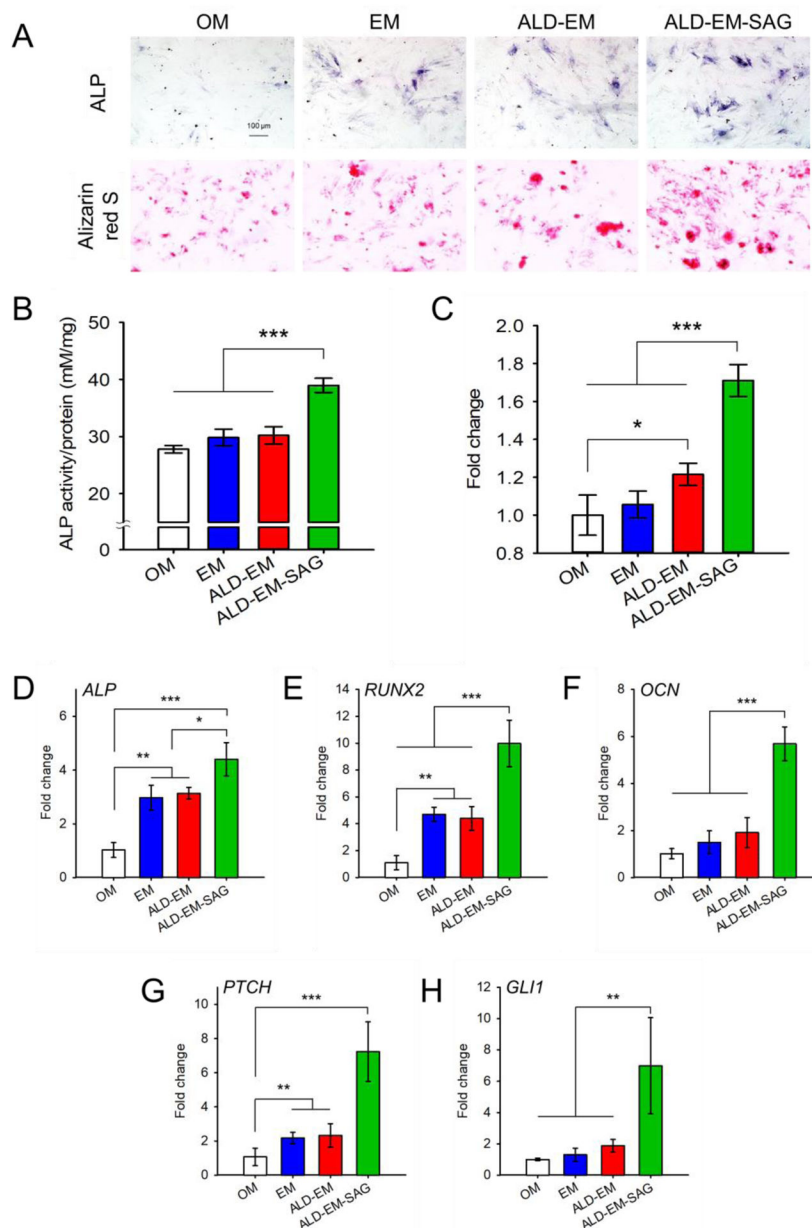 A
OM
EM
ALD-EM
ALD-EM-SAG
ALP
100 µm
Alizarin
red S
B
ALP activity/protein (mM/mg)
50
40
30
20
0
***
OM
EM
ALD-EM
ALD-EM-SAG
C
Fold change
2.0
1.8
1.6
1.4
1.2
1.0
0.8
***
*
OM
EM
ALD-EM
ALD-EM-SAG
D
ALP
Fold change
6
4
2
0
***
*
**
OM
EM
ALD-EM
ALD-EM-SAG
E
RUNX2
Fold change
14
12
10
8
6
4
2
0
***
**
OM
EM
ALD-EM
ALD-EM-SAG
F
OCN
Fold change
8
6
4
2
0
***
OM
EM
ALD-EM
ALD-EM-SAG
G
PTCH
Fold change
10
8
6
4
2
0
***
**
OM
EM
ALD-EM
ALD-EM-SAG
H
GLI1
Fold change
12
10
8
6
4
2
0
**
OM
EM
ALD-EM
ALD-EM-SAG